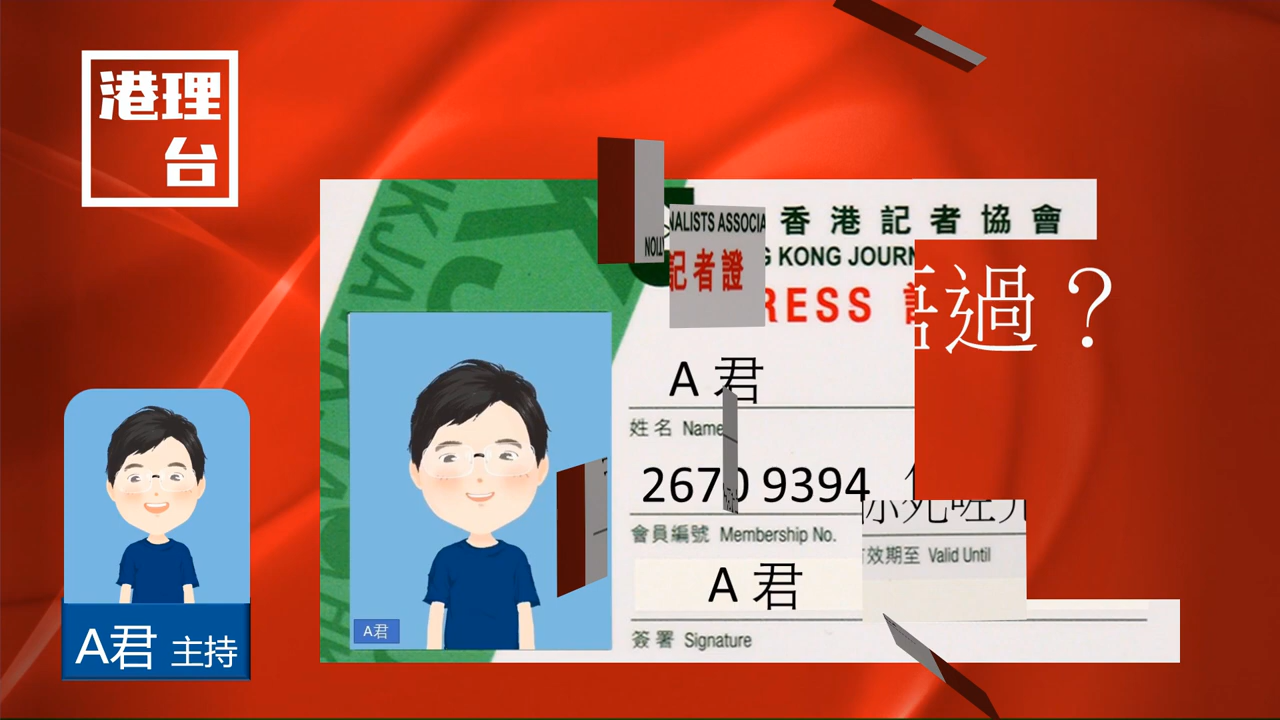 港理
台
香港記者協會
NALISTS ASSOCIA
G KONG JOURN
TION
記者證
RESS
過？
A 君
姓名 Name
2670 9394
會員編號 Membership No.
效期至 Valid Until
A 君
簽署 Signature
A君
A君 主持